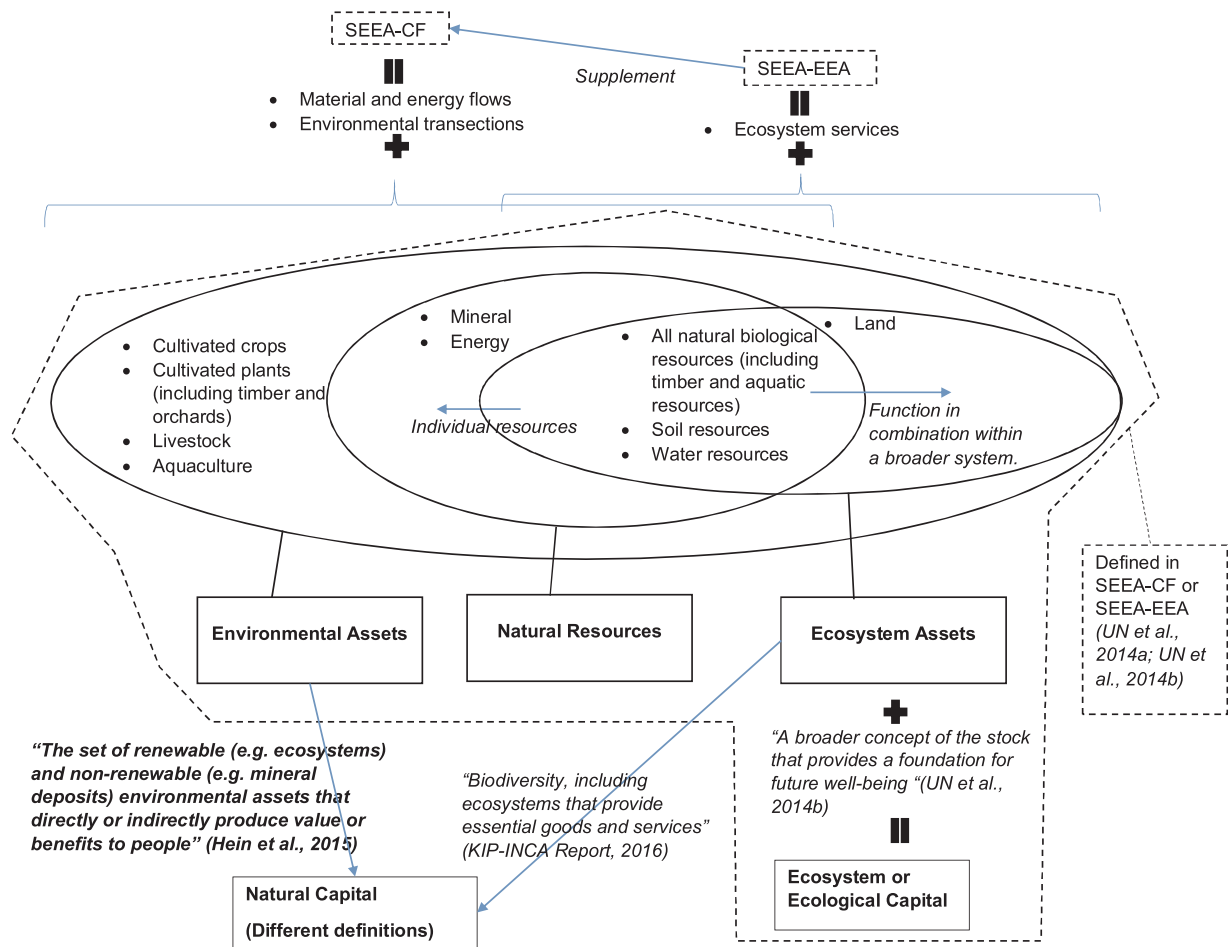 SEEA-CF
Supplement
SEEA-EEA
• Material and energy flows
• Environmental transections
• Ecosystem services
• Cultivated crops
• Cultivated plants
(including timber and
orchards)
• Livestock
• Aquaculture
• Mineral
• Energy
Individual resources
• All natural biological
resources (including
timber and aquatic
resources)
• Soil resources
• Water resources
• Land
Function in
combination within
a broader system.
Defined in
SEEA-CF or
SEEA-EEA
(UN et al.,
2014a; UN et
al., 2014b)
Environmental Assets
Natural Resources
Ecosystem Assets
“The set of renewable (e.g. ecosystems)
and non-renewable (e.g. mineral
deposits) environmental assets that
directly or indirectly produce value or
benefits to people” (Hein et al., 2015)
“Biodiversity, including
ecosystems that provide
essential goods and services”
(KIP-INCA Report, 2016)
“A broader concept of the stock
that provides a foundation for
future well-being “(UN et al.,
2014b)
Natural Capital
(Different definitions)
Ecosystem or
Ecological Capital